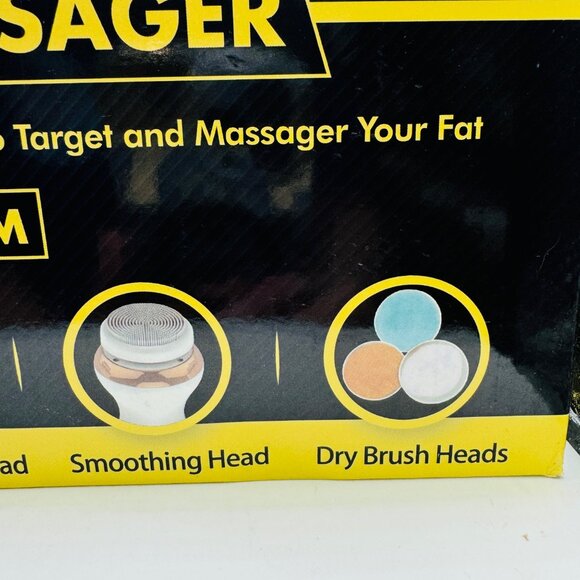 SAGER
Target and Massager Your Fat
M
ad
Smoothing Head
Dry Brush Heads